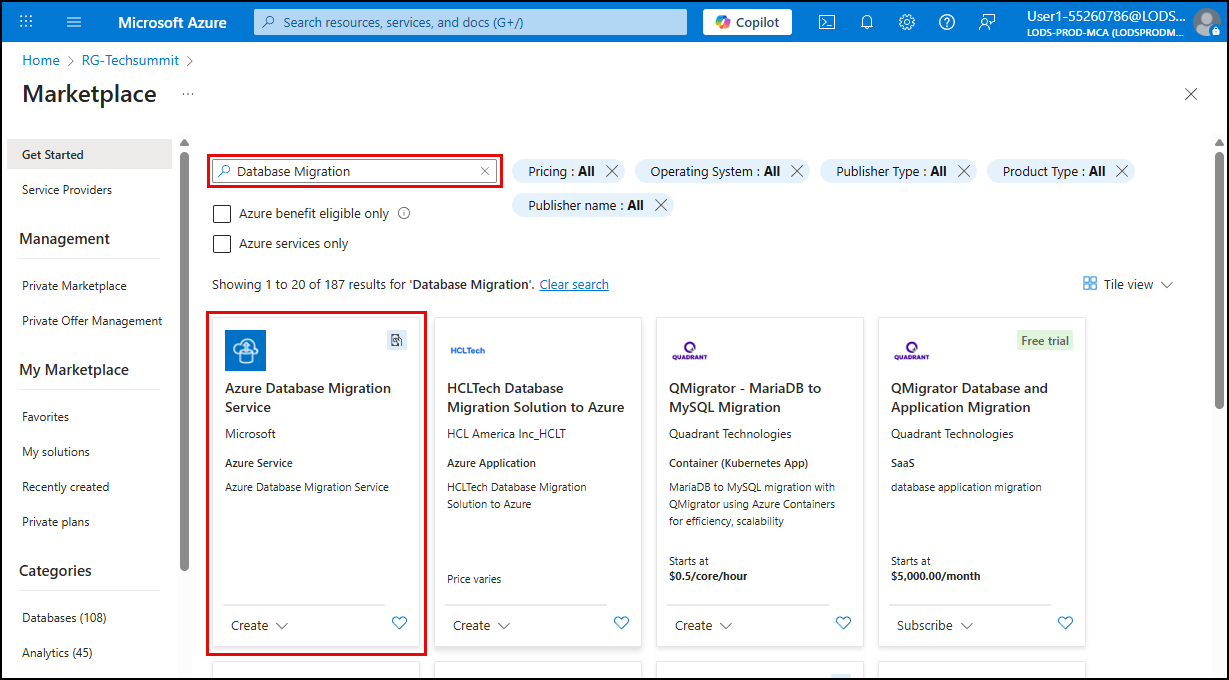 Microsoft Azure
Search resources, services, and docs (G+/)
Copilot
User1-55260786@LODS...
LODS-PROD-MCA (LODSPRODM...
Home > RG-Techsummit >
Marketplace ...
Get Started
Service Providers
Management
Private Marketplace
Private Offer Management
My Marketplace
Favorites
My solutions
Recently created
Private plans
Categories
Databases (108)
Analytics (45)
Database Migration
Pricing : All
Operating System : All
Publisher Type : All
Product Type : All
Publisher name : All
Azure benefit eligible only
Azure services only
Showing 1 to 20 of 187 results for 'Database Migration'. Clear search
Tile view
Azure Database Migration
Service
Microsoft
Azure Service
Azure Database Migration Service
Create
HCLTech
HCLTech Database
Migration Solution to Azure
HCL America Inc_HCLT
Azure Application
HCLTech Database Migration
Solution to Azure
Price varies
Create
QUADRANT
QMigrator - MariaDB to
MySQL Migration
Quadrant Technologies
Container (Kubernetes App)
MariaDB to MySQL migration with
QMigrator using Azure Containers
for efficiency, scalability
Starts at
$0.5/core/hour
Create
QUADRANT
Free trial
QMigrator Database and
Application Migration
Quadrant Technologies
SaaS
database application migration
Starts at
$5,000.00/month
Subscribe